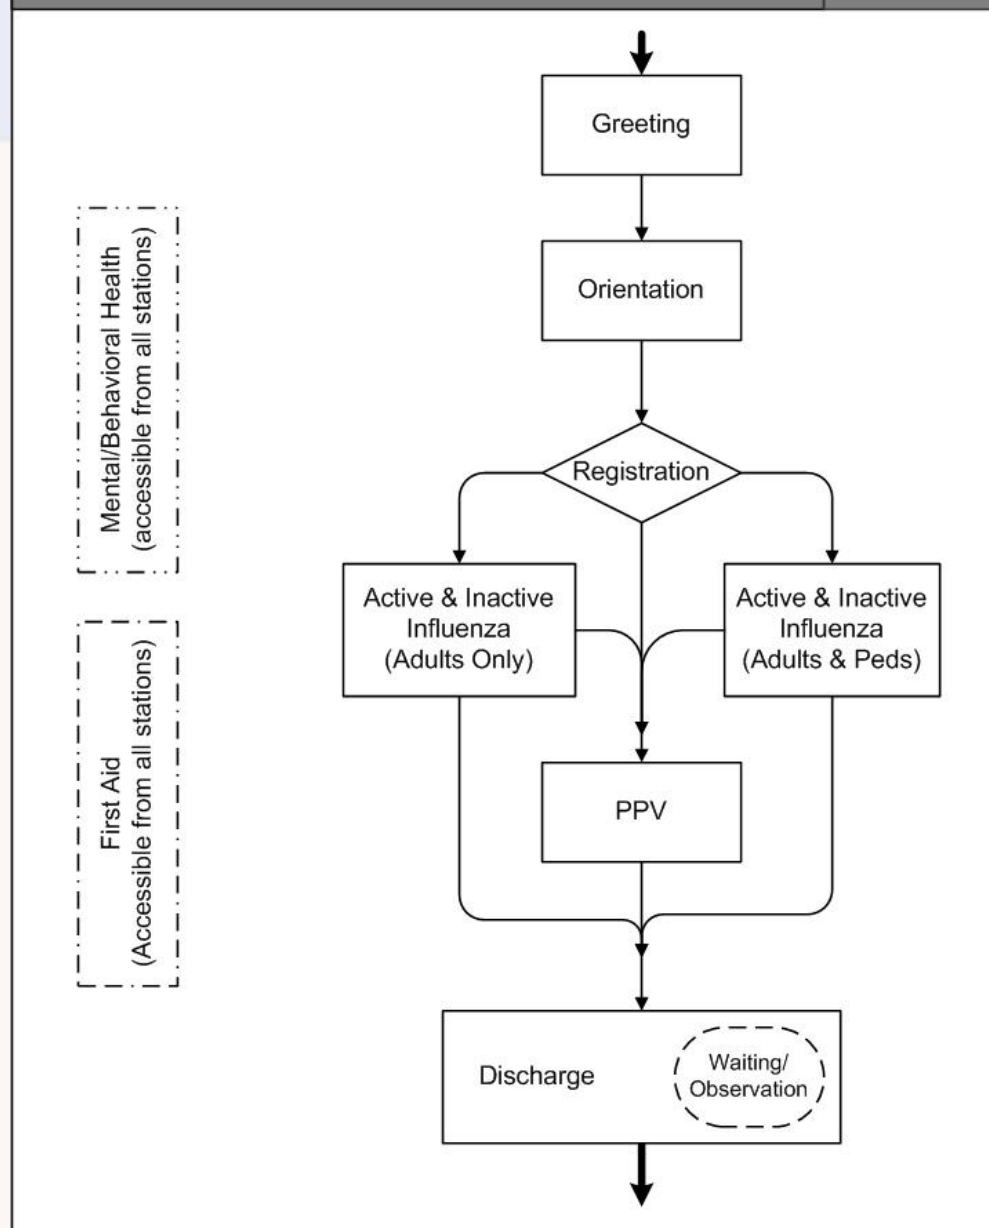 Greeting
Orientation
Registration
Active & Inactive
Influenza
(Adults Only)
Active & Inactive
Influenza
(Adults & Peds)
PPV
Discharge
Waiting/
Observation
Mental/Behavioral Health
(accessible from all stations)
First Aid
(Accessible from all stations)